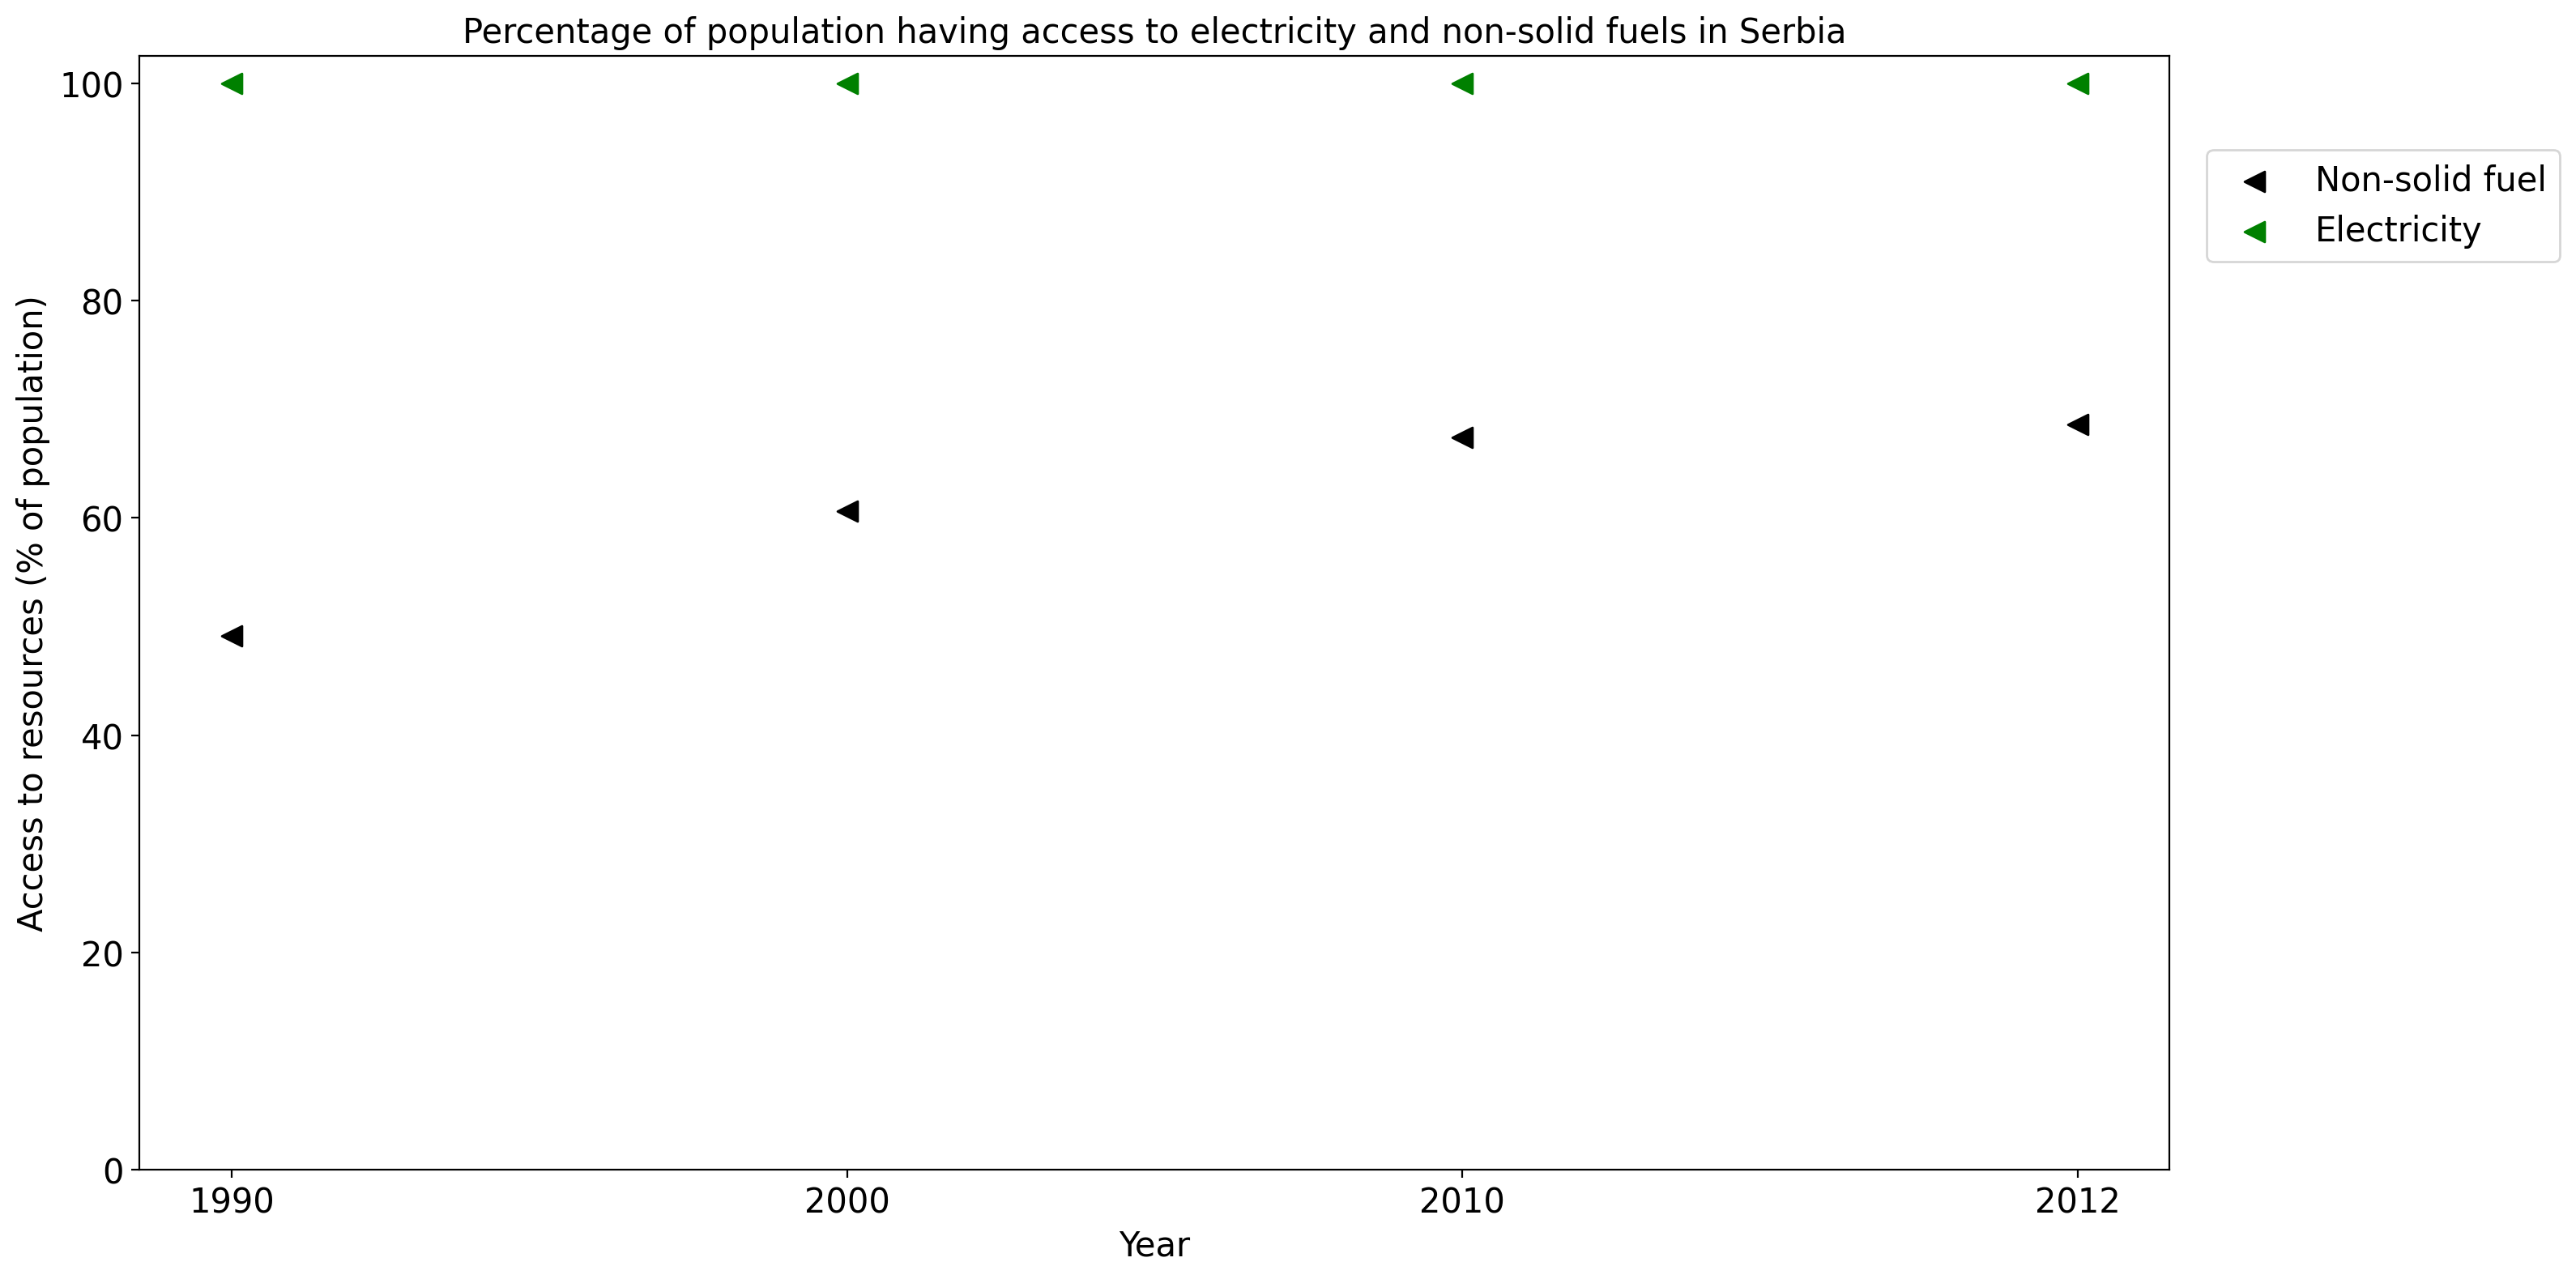 Percentage of population having access to electricity and non-solid fuels in Serbia
Access to resources (% of population)
100
80
60
40
20
0
1990
2000
2010
2012
Year
Non-solid fuel
Electricity